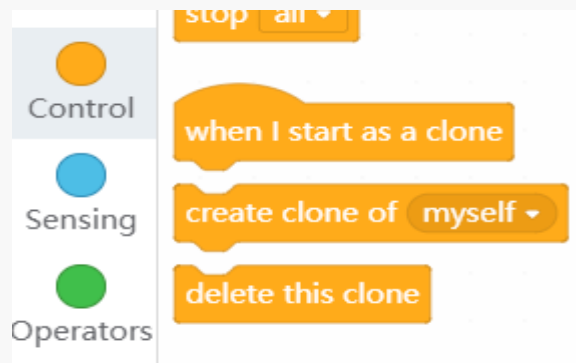 stop all
Control
when I start as a clone
Sensing
create clone of myself
Operators
delete this clone